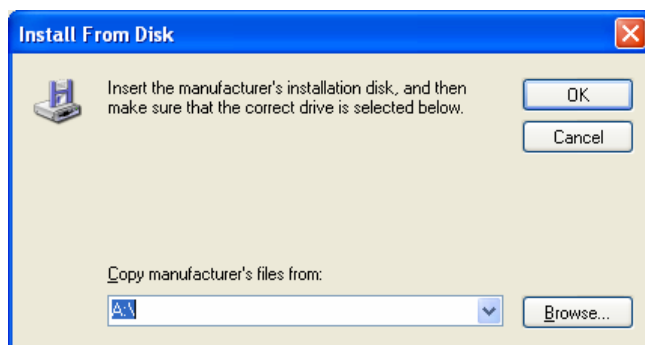 Install From Disk
Insert the manufacturer's installation disk, and then
make sure that the correct drive is selected below.
OK
Cancel
Copy manufacturer's files from:
A:\
Browse...